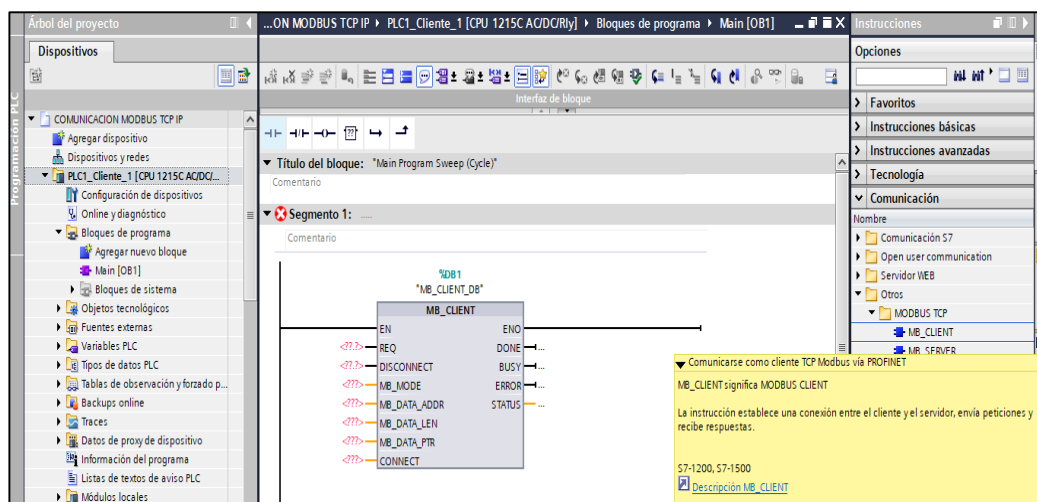 Árbol del proyecto
...ON MODBUS TCP IP ▸ PLC1_Cliente_1 [CPU 1215C AC/DC/Rly] ▸ Bloques de programa ▸ Main [OB1]
Instrucciones
Dispositivos
Opciones
Programación PLC
Interfaz de bloque
COMUNICACION MODBUS TCP IP
Agregar dispositivo
Dispositivos y redes
PLC1_Cliente_1 [CPU 1215C AC/DC/...
Configuración de dispositivos
Online y diagnóstico
Bloques de programa
Agregar nuevo bloque
Main [OB1]
Bloques de sistema
Objetos tecnológicos
Fuentes externas
Variables PLC
Tipos de datos PLC
Tablas de observación y forzado p...
Backups online
Traces
Datos de proxy de dispositivo
Información del programa
Listas de textos de aviso PLC
Módulos locales
Título del bloque: "Main Program Sweep (Cycle)"
Comentario
Segmento 1: .....
Comentario
%DB1
"MB_CLIENT_DB"
MB_CLIENT
EN ENO
<??.?> REQ DONE ...
<??.?> DISCONNECT BUSY ...
<???> MB_MODE ERROR ...
<???> MB_DATA_ADDR STATUS ...
<???> MB_DATA_LEN
<???> MB_DATA_PTR
<???> CONNECT
Favoritos
Instrucciones básicas
Instrucciones avanzadas
Tecnología
Comunicación
Nombre
Comunicación S7
Open user communication
Servidor WEB
Otros
MODBUS TCP
MB_CLIENT
MB_SERVER
Comunicarse como cliente TCP Modbus vía PROFINET
MB_CLIENT significa MODBUS CLIENT
La instrucción establece una conexión entre el cliente y el servidor, envía peticiones y
recibe respuestas.
S7-1200, S7-1500
Descripción MB_CLIENT